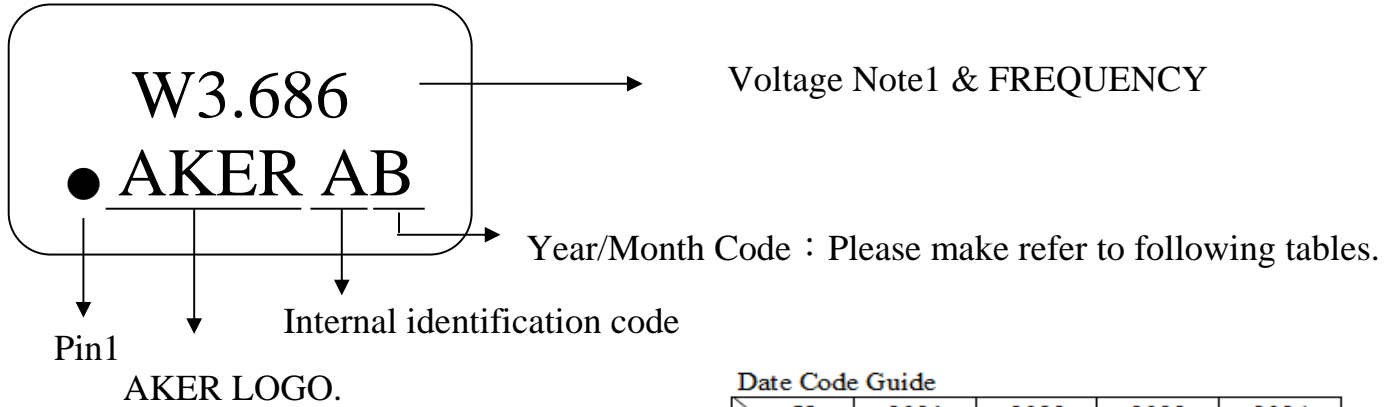 W3.686
Voltage Note1 & FREQUENCY
● AKER AB
Year/Month Code：Please make refer to following tables.
Internal identification code
Pin1
AKER LOGO.
Date Code Guide